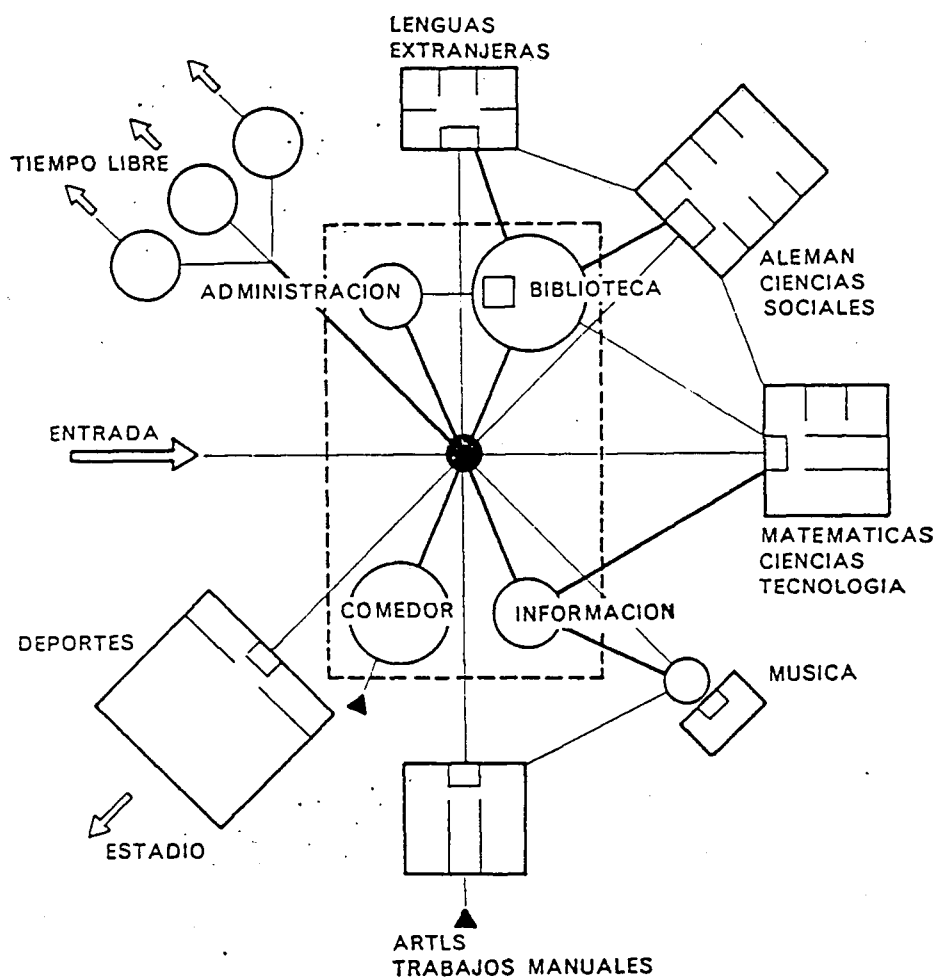 LENGUAS
EXTRANJERAS
TIEMPO LIBRE
ALEMAN
CIENCIAS
SOCIALES
ADMINISTRACION
BIBLIOTECA
ENTRADA
MATEMATICAS
CIENCIAS
TECNOLOGIA
COMEDOR
INFORMACION
DEPORTES
MUSICA
ESTADIO
ARTLS
TRABAJOS MANUALES